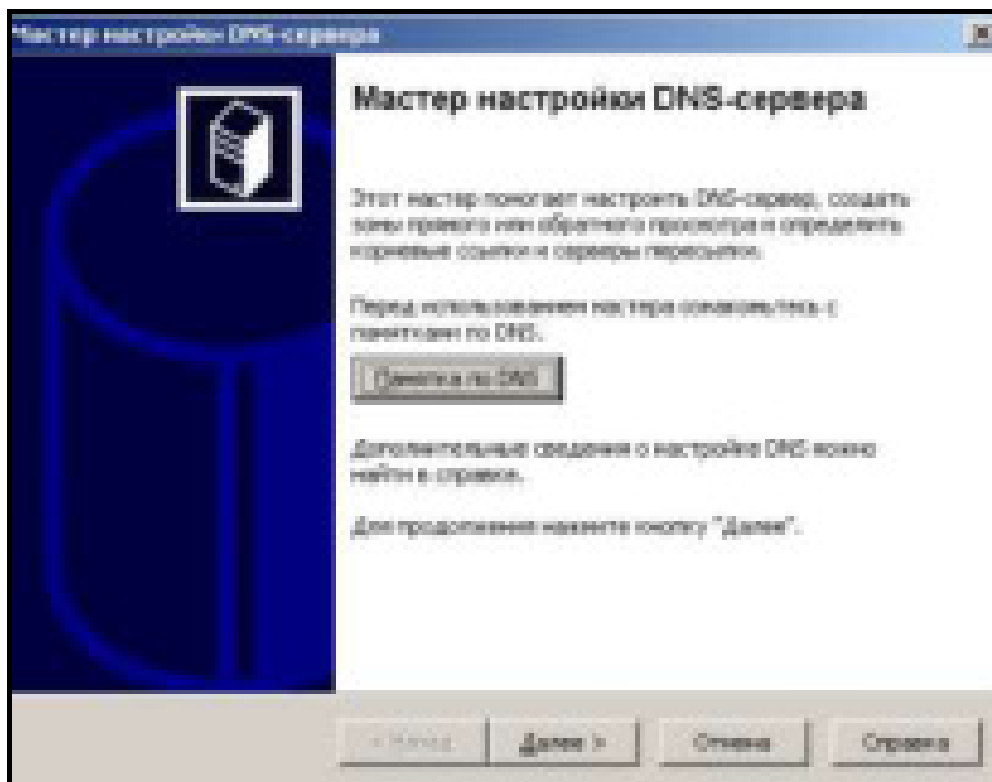 Мастер настройки DNS-сервера
Мастер настройки DNS-сервера
Этот мастер помогает настроить DNS-сервер, создать
зоны прямого или обратного просмотра и определить
корневые ссылки и серверы пересылки.
Перед использованием мастера ознакомьтесь с
памятками по DNS.
Памятка по DNS
Дополнительные сведения о настройке DNS можно
найти в справке.
Для продолжения нажмите кнопку "Далее".
< Назад
Далее >
Отмена
Справка